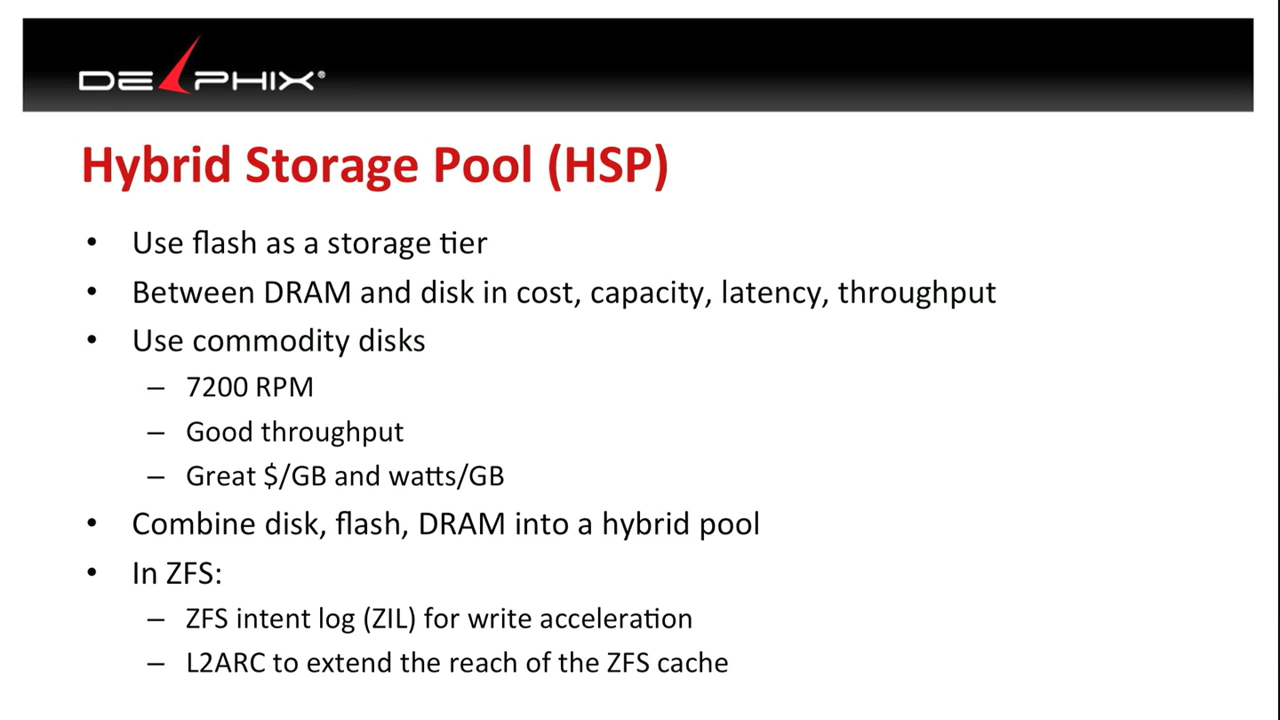 DELPHIX®
Hybrid Storage Pool (HSP)
• Use flash as a storage tier
• Between DRAM and disk in cost, capacity, latency, throughput
• Use commodity disks
– 7200 RPM
– Good throughput
– Great $/GB and watts/GB
• Combine disk, flash, DRAM into a hybrid pool
• In ZFS:
– ZFS intent log (ZIL) for write acceleration
– L2ARC to extend the reach of the ZFS cache